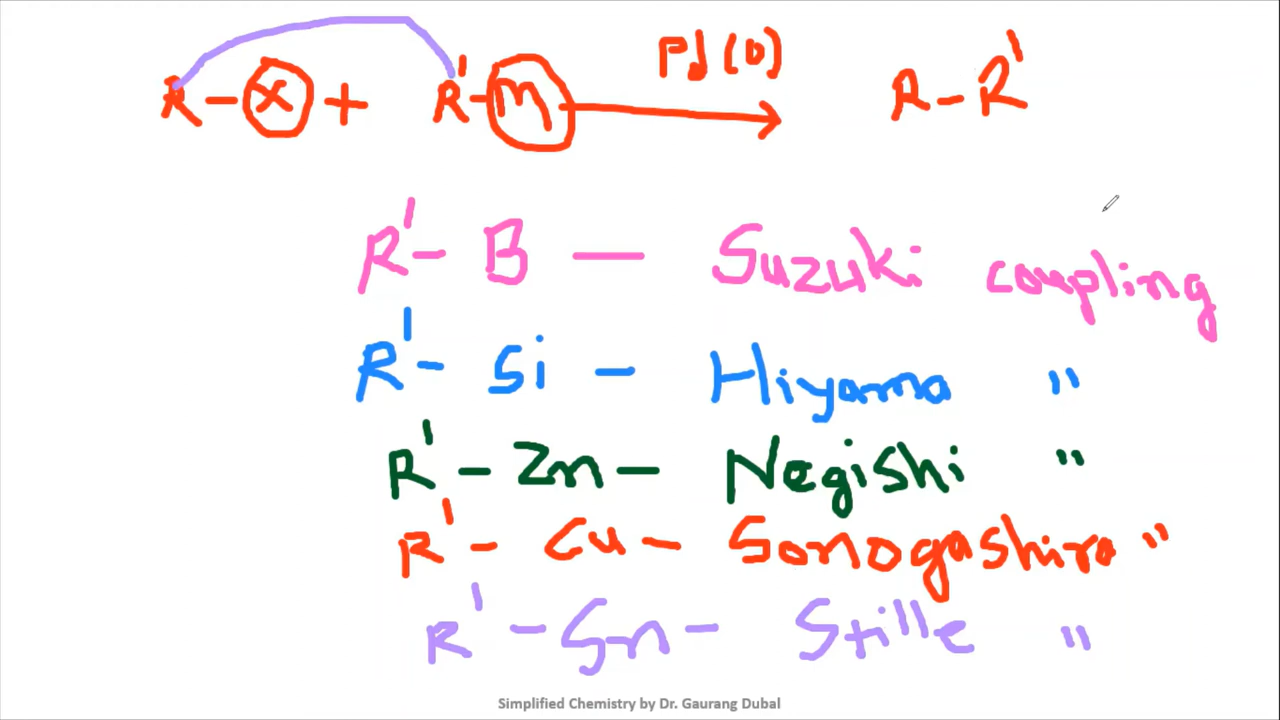 R-X + R'-M Pd(0) R-R'
R'- B — Suzuki coupling
R'- Si — Hiyama "
R'- Zn — Negishi "
R'- Cu — Sonogashira "
R'- Sn — Stille "
Simplified Chemistry by Dr. Gaurang Dubal